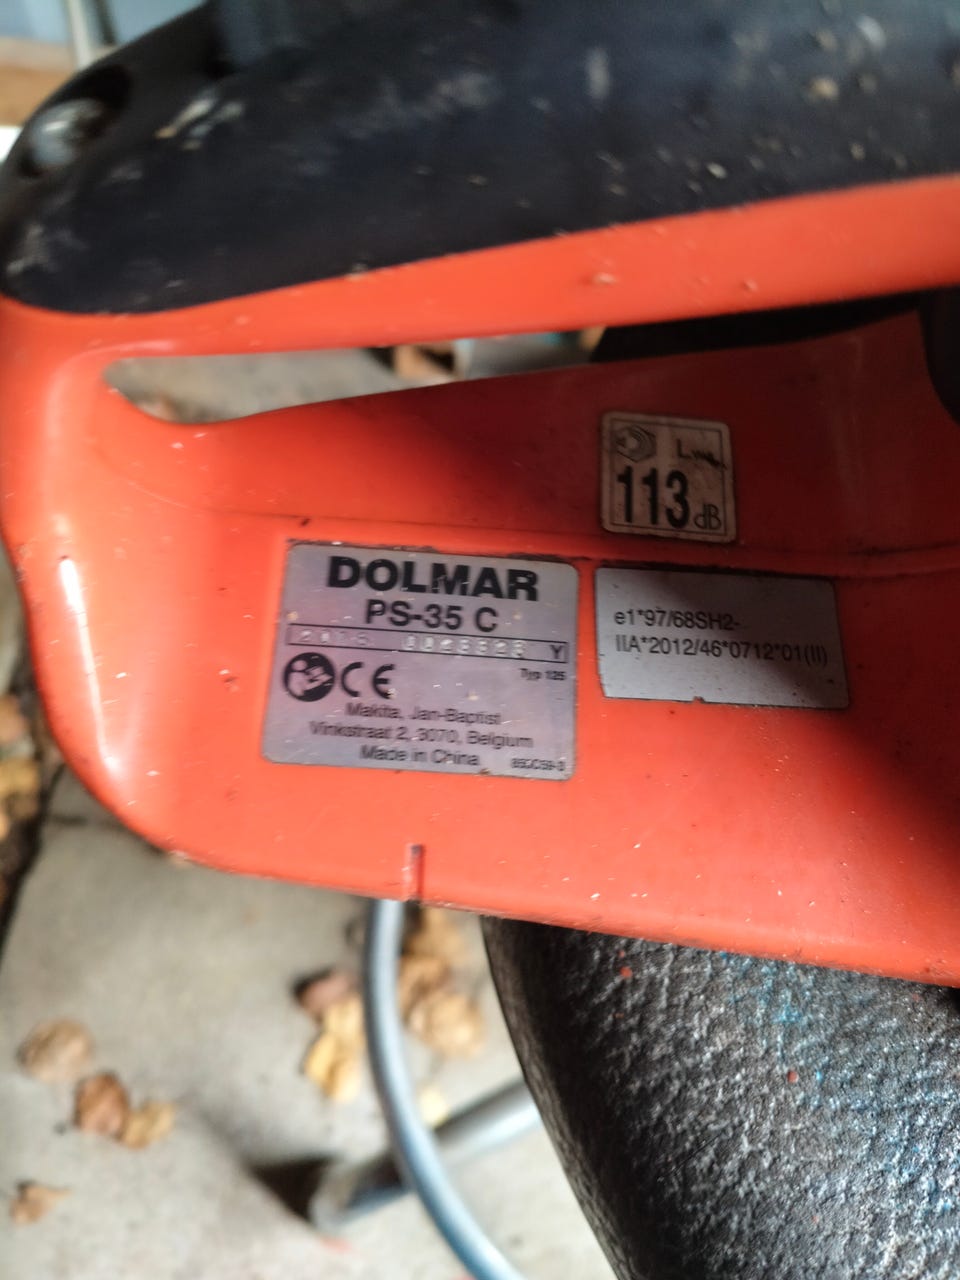 113 dB
DOLMAR
PS-35 C
Y
Typ 125
CE
Makita, Jan-Baptist
Vinkstraat 2, 3070, Belgium
Made in China
e1*97/68SH2-
IIA*2012/46*0712*01(II)